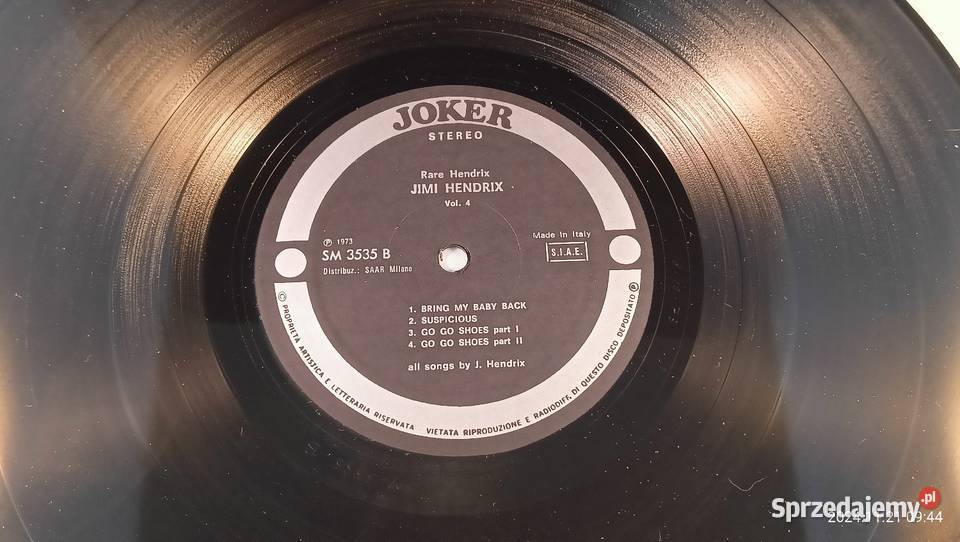 JOKER
STEREO
Rare Hendrix
JIMI HENDRIX
Vol. 4
℗ 1973
SM 3535 B
Distribuz.: SAAR Milano
Made in Italy
S.I.A.E.
1. BRING MY BABY BACK
2. SUSPICIOUS
3. GO GO SHOES part I
4. GO GO SHOES part II
all songs by J. Hendrix
© PROPRIETÀ ARTISTICA E LETTERARIA RISERVATA VIETATA RIPRODUZIONE E RADIODIFF. DI QUESTO DISCO DEPOSITATO ℗
Sprzedajemy.pl
09:44